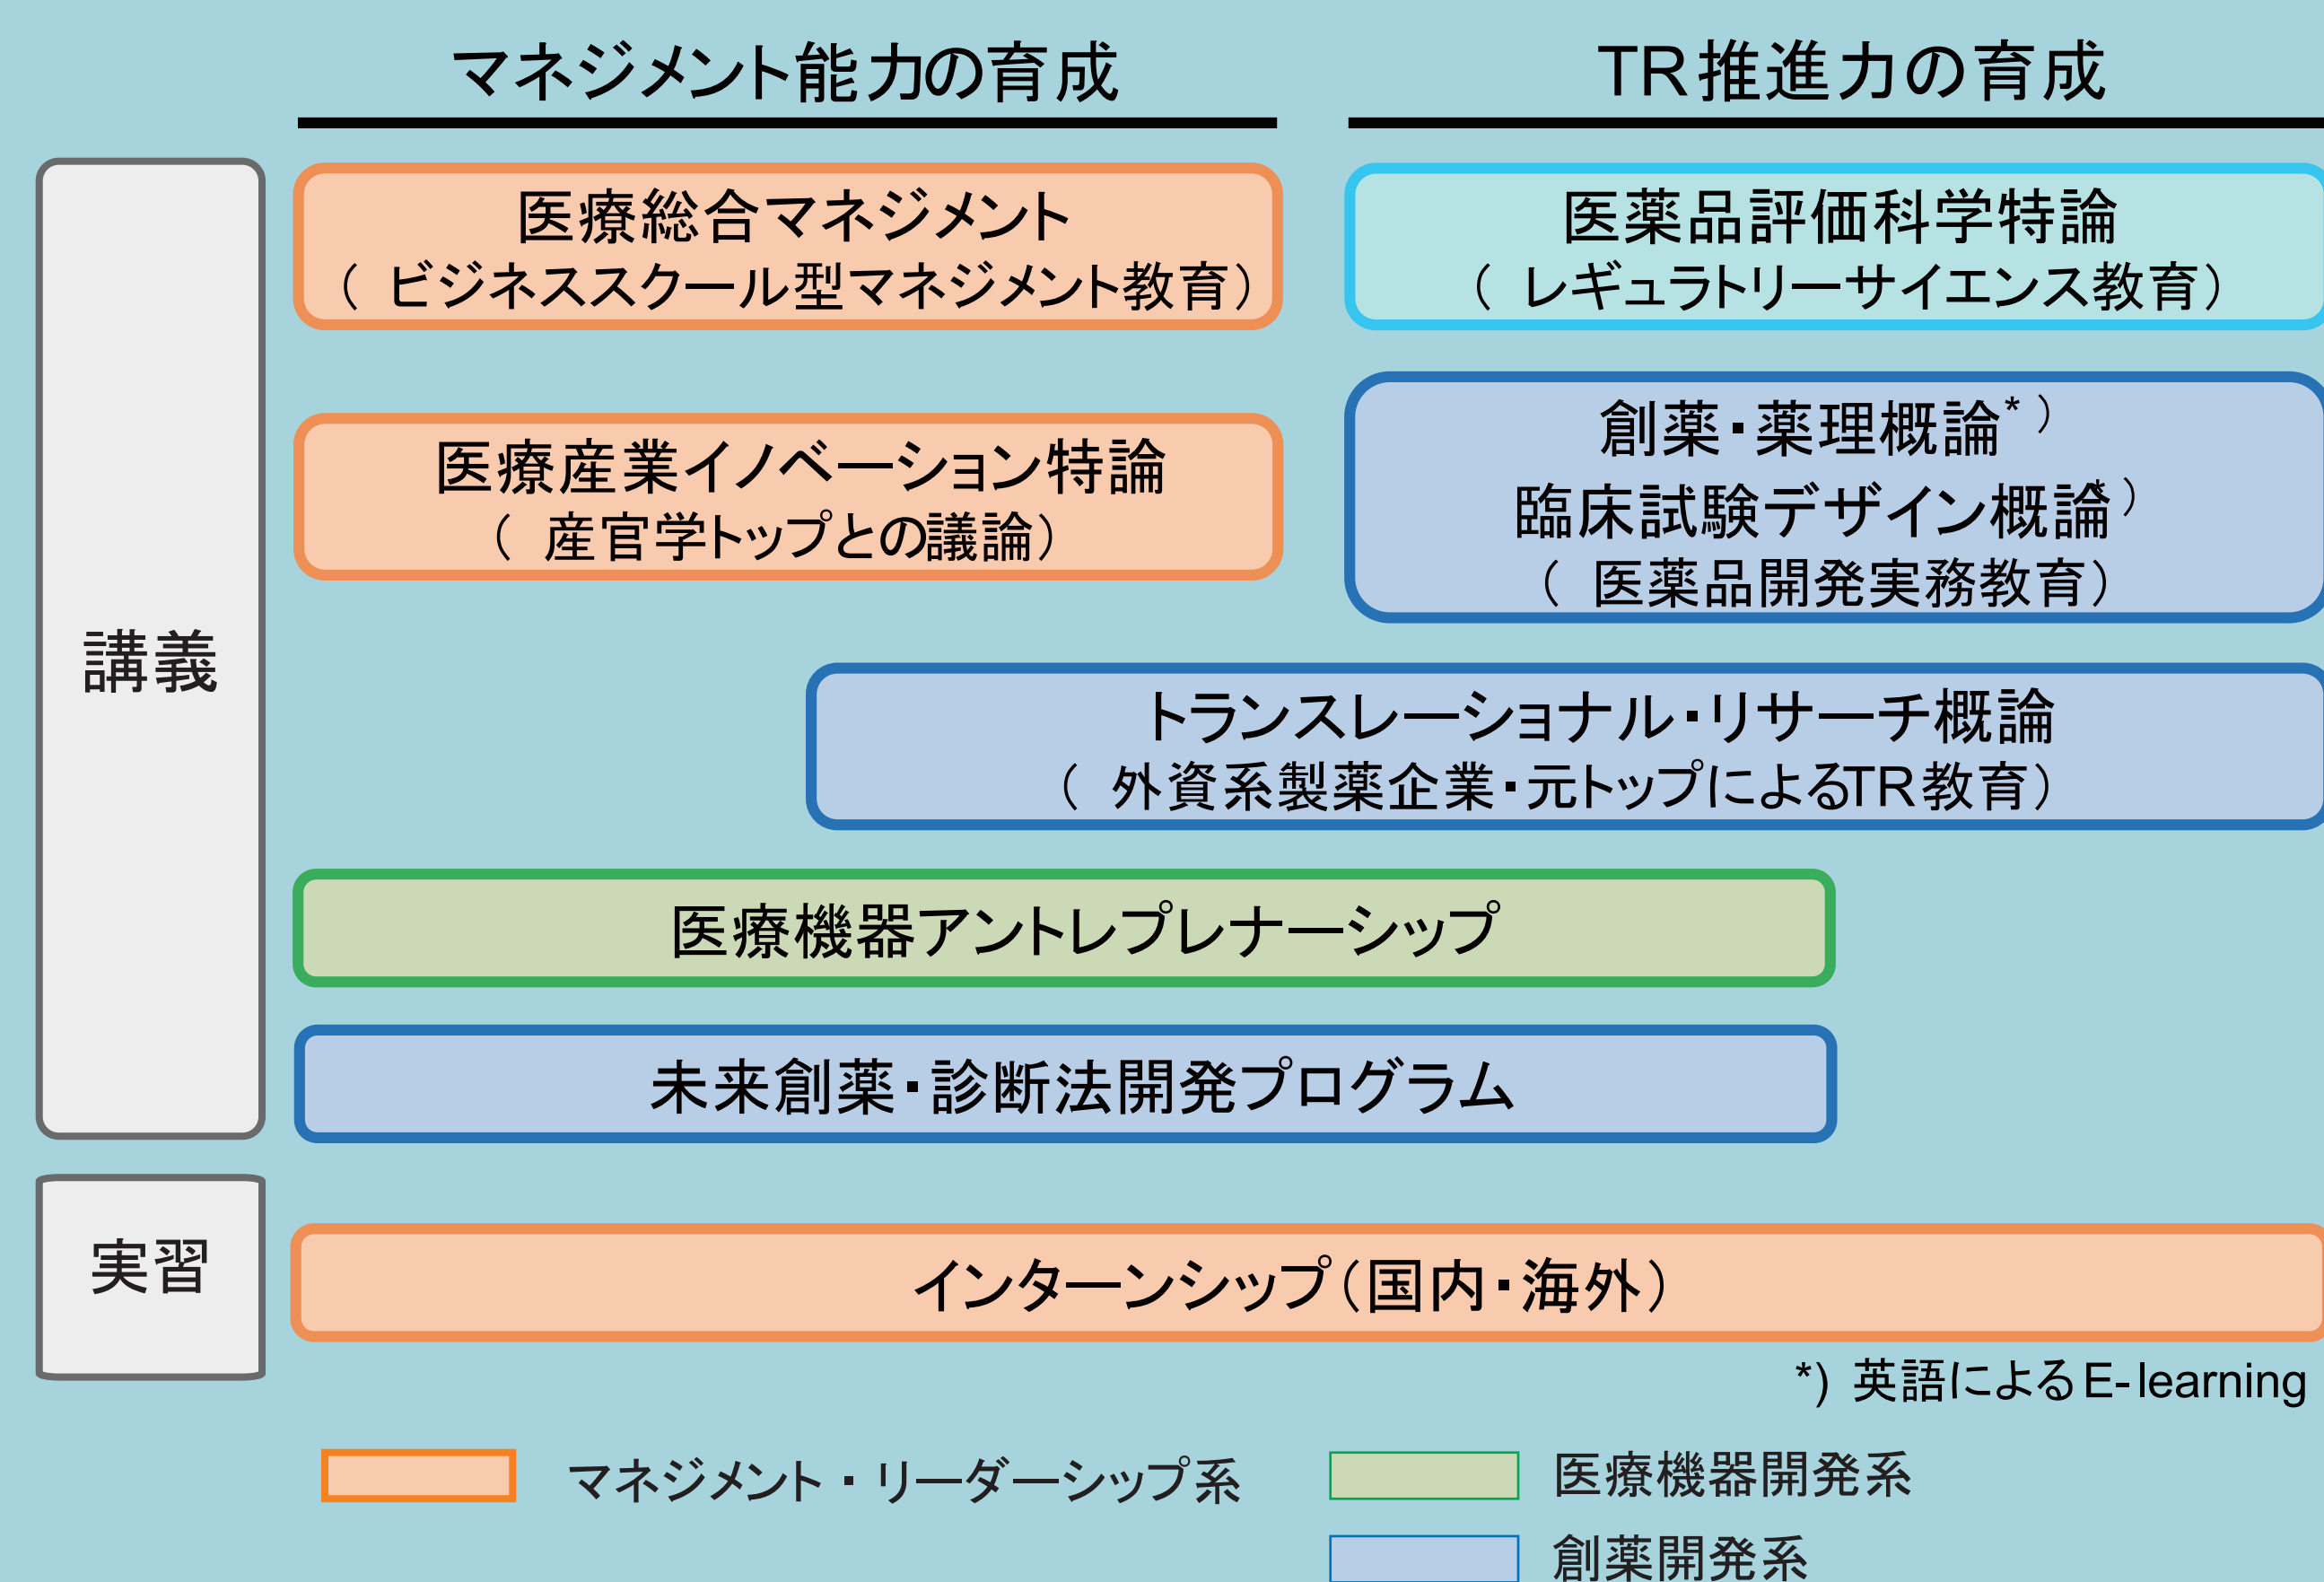 マネジメント能力の育成
TR推進力の育成
医療総合マネジメント
( ビジネススクール型マネジメント教育)
医薬品評価科学特論
( レギュラトリーサイエンス教育)
医療産業イノベーション特論
( 産官学トップとの議論)
創薬・薬理概論*)
臨床試験デザイン概論*)
( 医薬品開発実務教育)
講義
トランスレーショナル・リサーチ概論
( 外資系製薬企業・元トップによるTR教育)
医療機器アントレプレナーシップ
未来創薬・診断法開発プログラム
実習
インターンシップ(国内・海外)
*) 英語によるE-learning
マネジメント・リーダーシップ系
医療機器開発系
創薬開発系